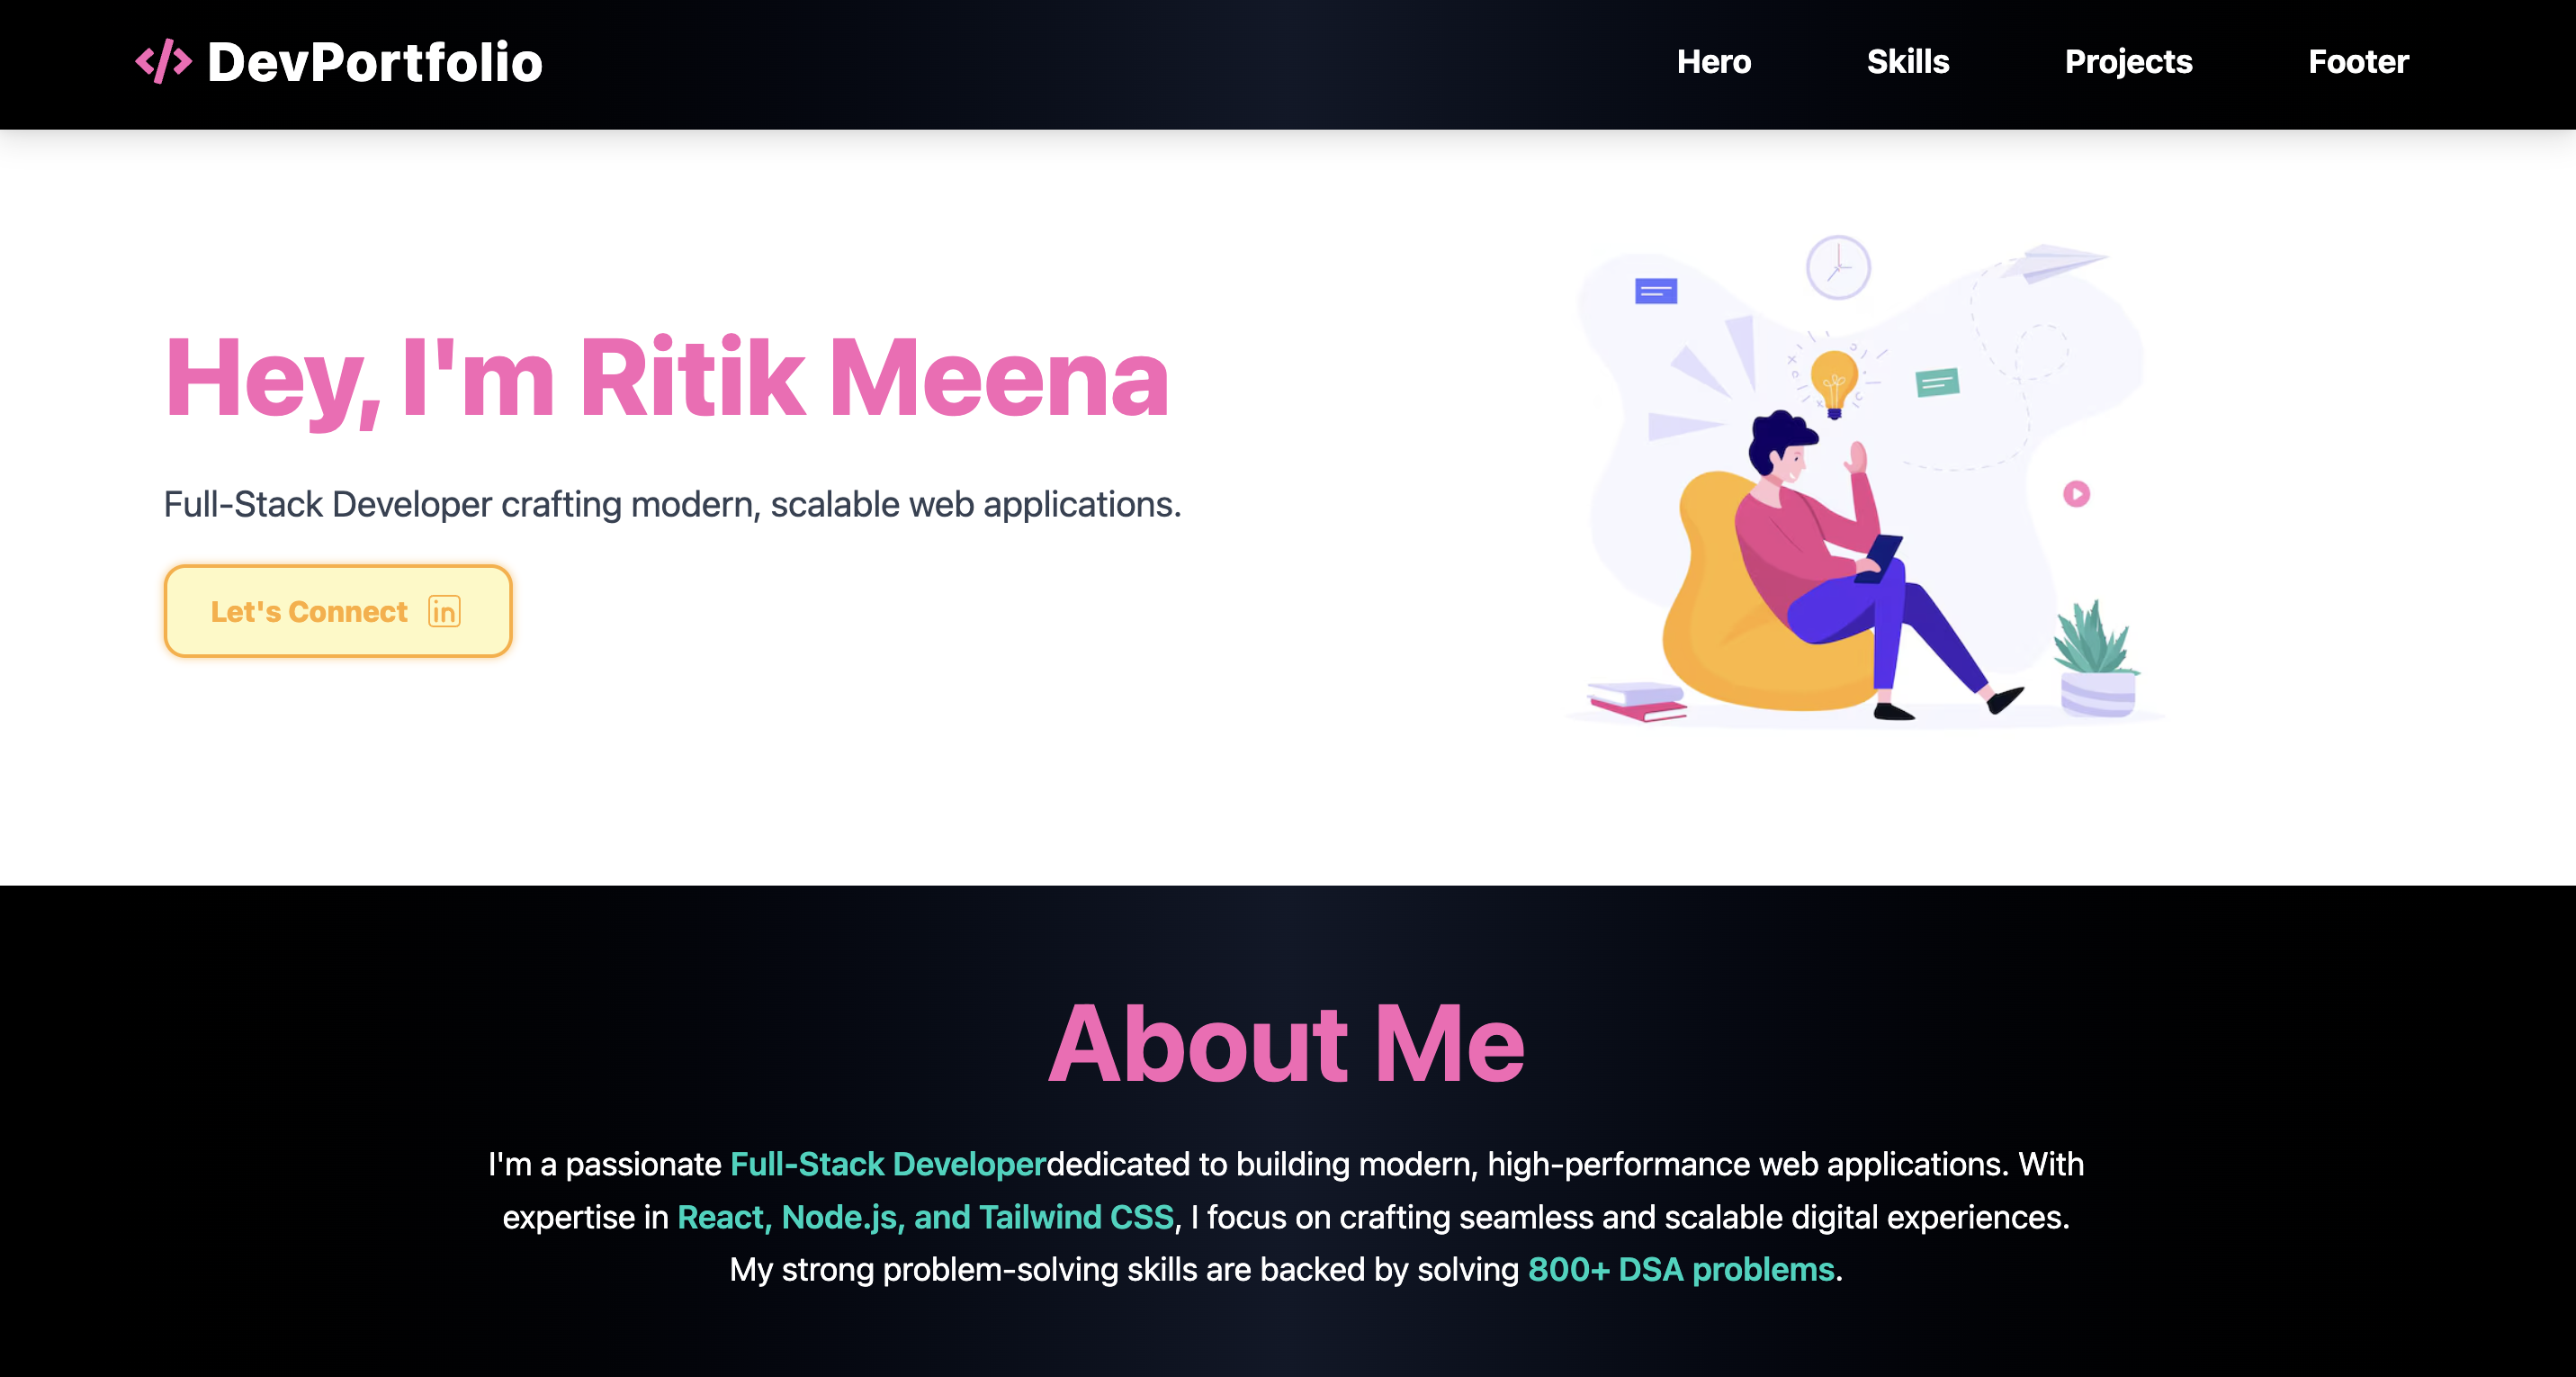 </> DevPortfolio
Hero Skills Projects Footer
Hey, I'm Ritik Meena
Full-Stack Developer crafting modern, scalable web applications.
Let's Connect in
About Me
I'm a passionate Full-Stack Developerdedicated to building modern, high-performance web applications. With
expertise in React, Node.js, and Tailwind CSS, I focus on crafting seamless and scalable digital experiences.
My strong problem-solving skills are backed by solving 800+ DSA problems.